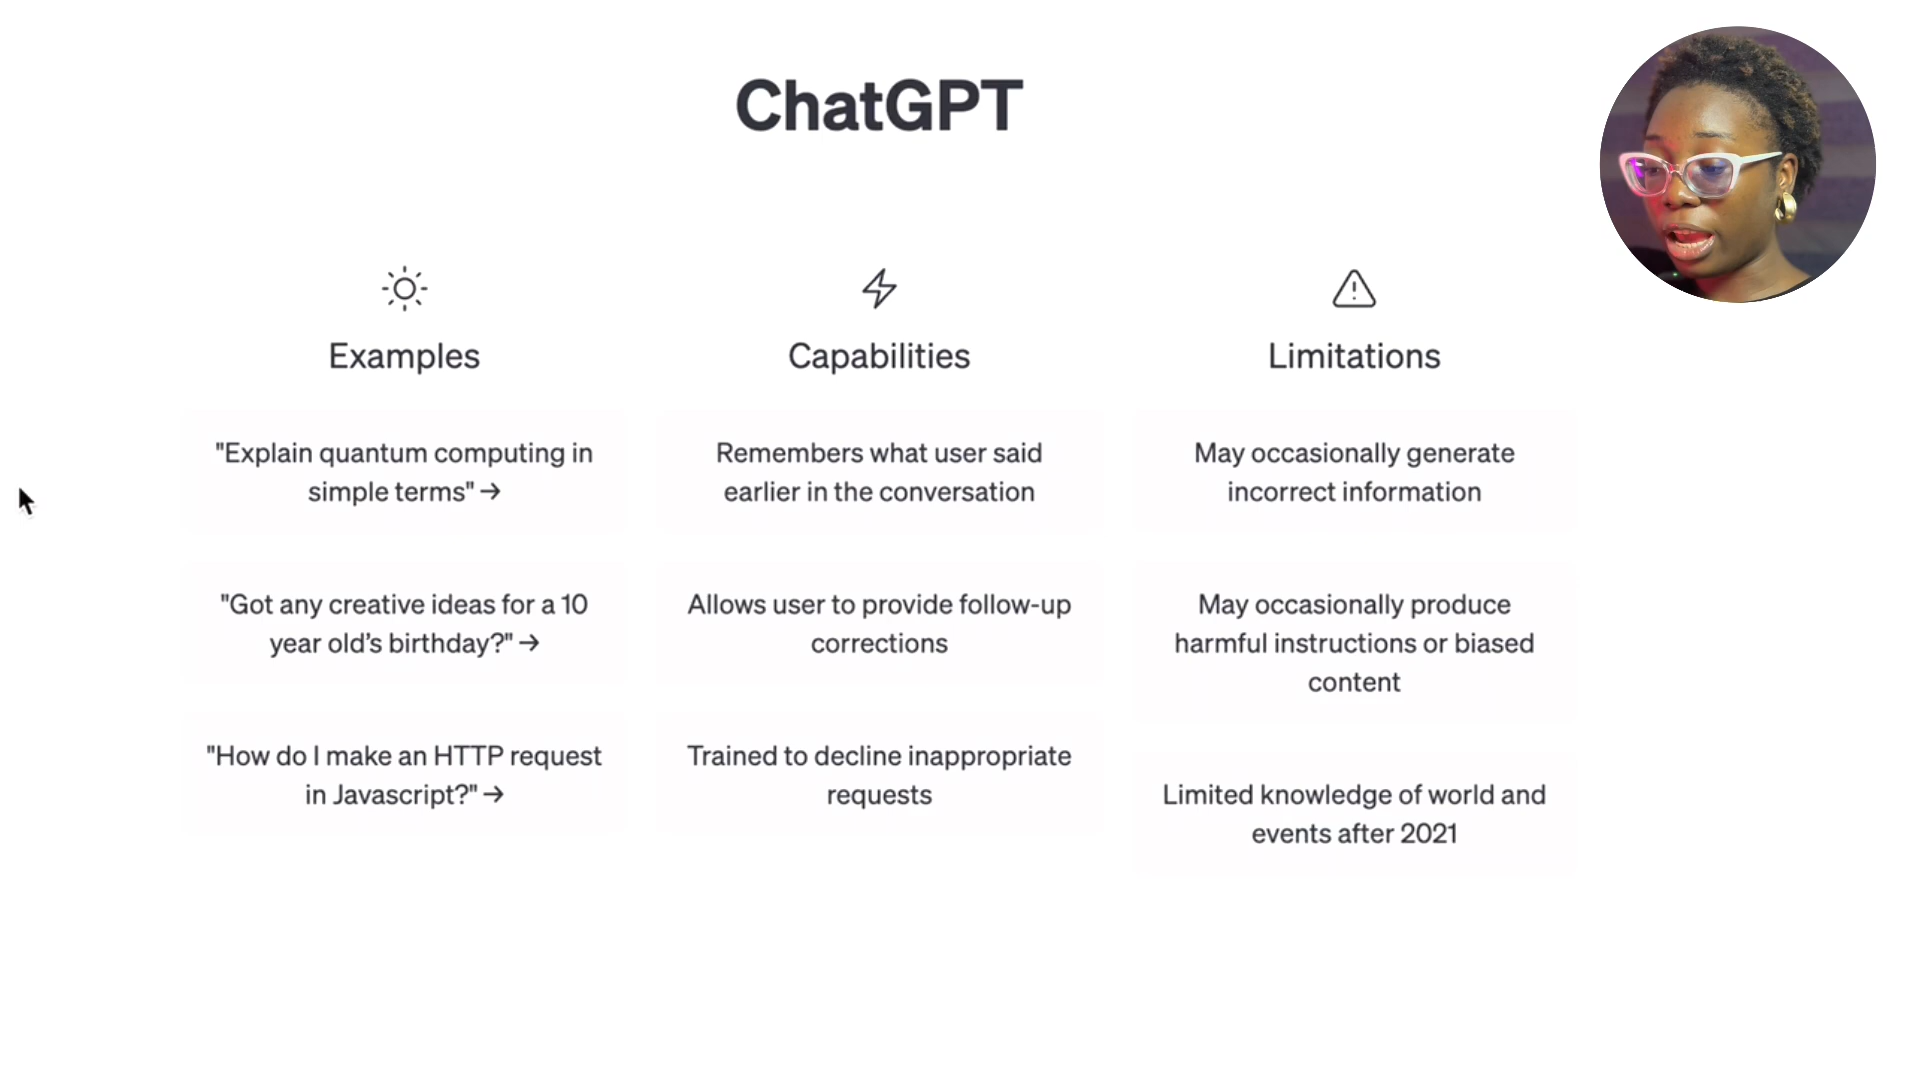 ChatGPT
Examples
"Explain quantum computing in
simple terms" →
"Got any creative ideas for a 10
year old’s birthday?" →
"How do I make an HTTP request
in Javascript?" →
Capabilities
Remembers what user said
earlier in the conversation
Allows user to provide follow-up
corrections
Trained to decline inappropriate
requests
Limitations
May occasionally generate
incorrect information
May occasionally produce
harmful instructions or biased
content
Limited knowledge of world and
events after 2021